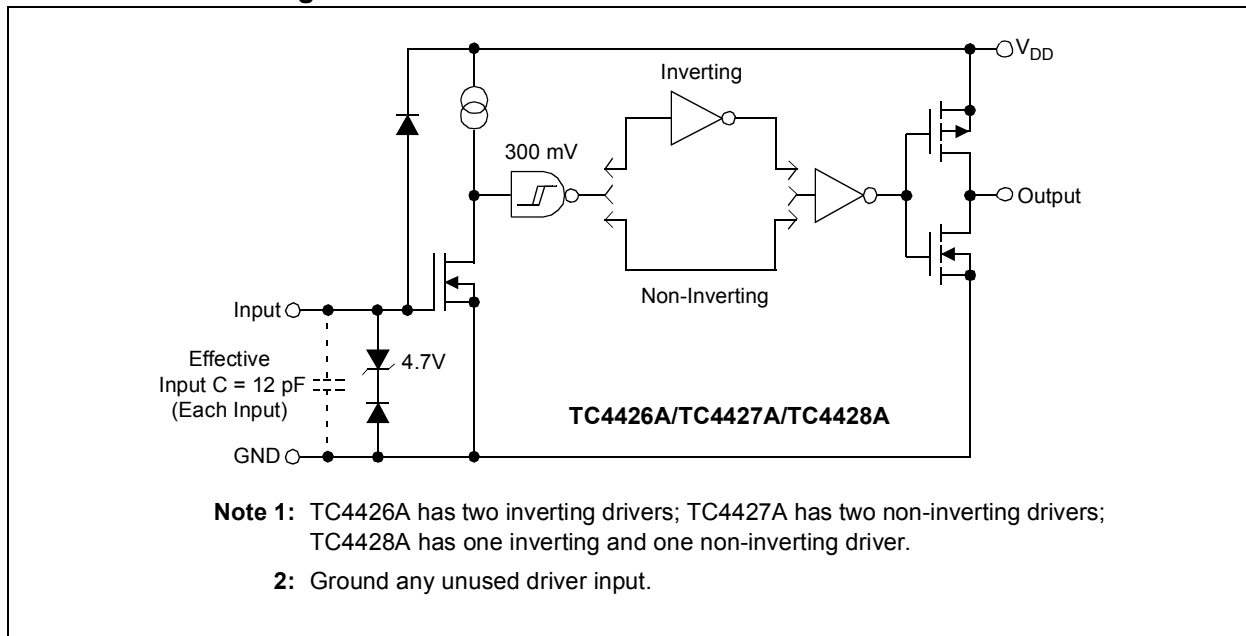 V_DD
Inverting
300 mV
Output
Non-Inverting
Input
Effective
Input C = 12 pF
(Each Input)
4.7V
TC4426A/TC4427A/TC4428A
GND
Note 1: TC4426A has two inverting drivers; TC4427A has two non-inverting drivers;
TC4428A has one inverting and one non-inverting driver.
2: Ground any unused driver input.